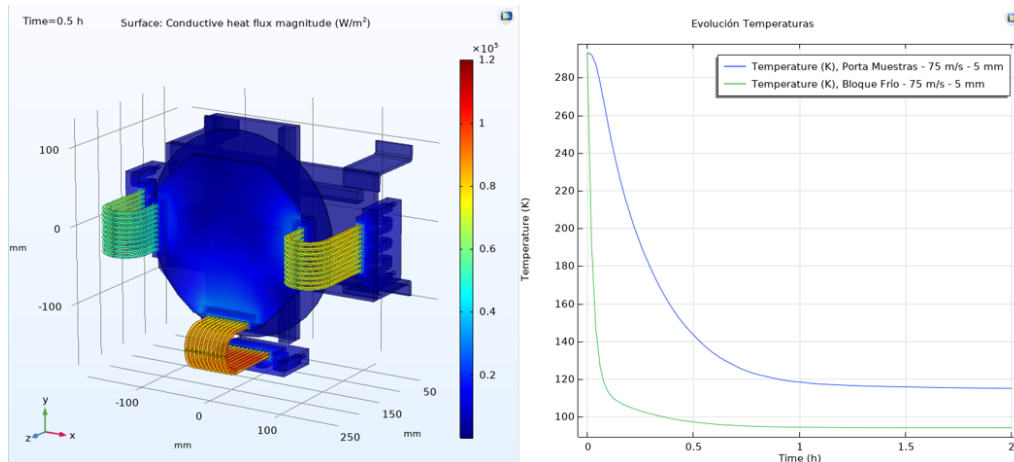 Time=0.5 h Surface: Conductive heat flux magnitude (W/m²)
×10⁵
1.2
1
0.8
0.6
0.4
0.2
100
0
mm
-100
-100
0
mm
100
250
50
150
mm
y
z
x
Evolución Temperaturas
Temperature (K), Porta Muestras - 75 m/s - 5 mm
Temperature (K), Bloque Frío - 75 m/s - 5 mm
Temperature (K)
280
260
240
220
200
180
160
140
120
100
0
0.5
1
1.5
2
Time (h)